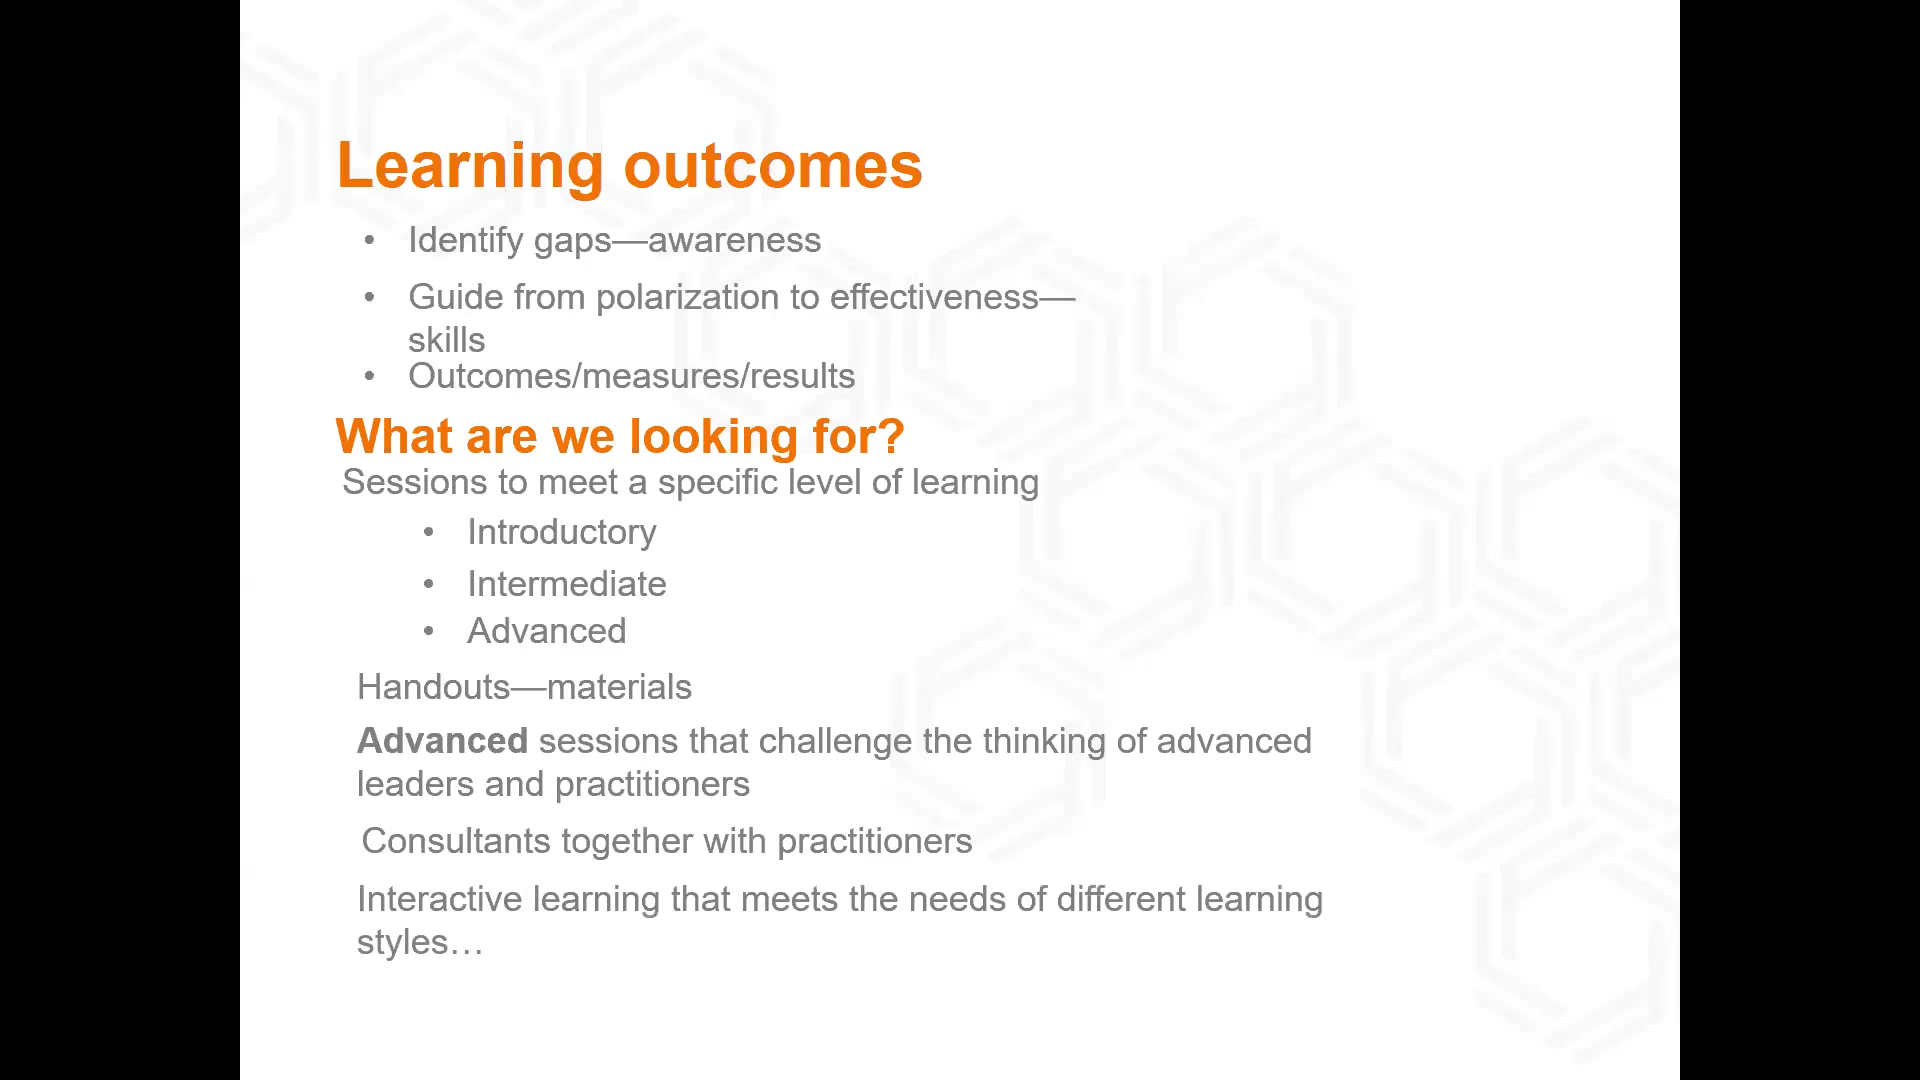 Learning outcomes
• Identify gaps—awareness
• Guide from polarization to effectiveness—
skills
• Outcomes/measures/results
What are we looking for?
Sessions to meet a specific level of learning
• Introductory
• Intermediate
• Advanced
Handouts—materials
Advanced sessions that challenge the thinking of advanced
leaders and practitioners
Consultants together with practitioners
Interactive learning that meets the needs of different learning
styles…